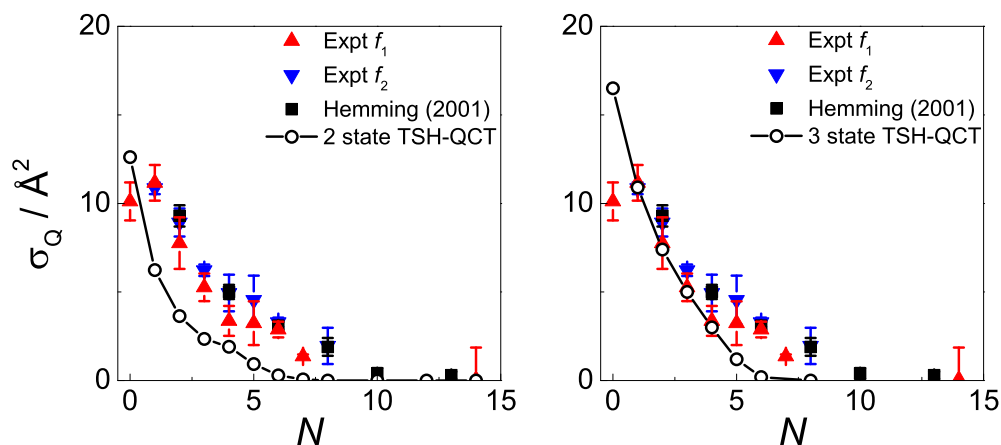 20
10
0
σQ / Å2
Expt f1
Expt f2
Hemming (2001)
2 state TSH-QCT
0
5
10
15
N
20
10
0
Expt f1
Expt f2
Hemming (2001)
3 state TSH-QCT
0
5
10
15
N